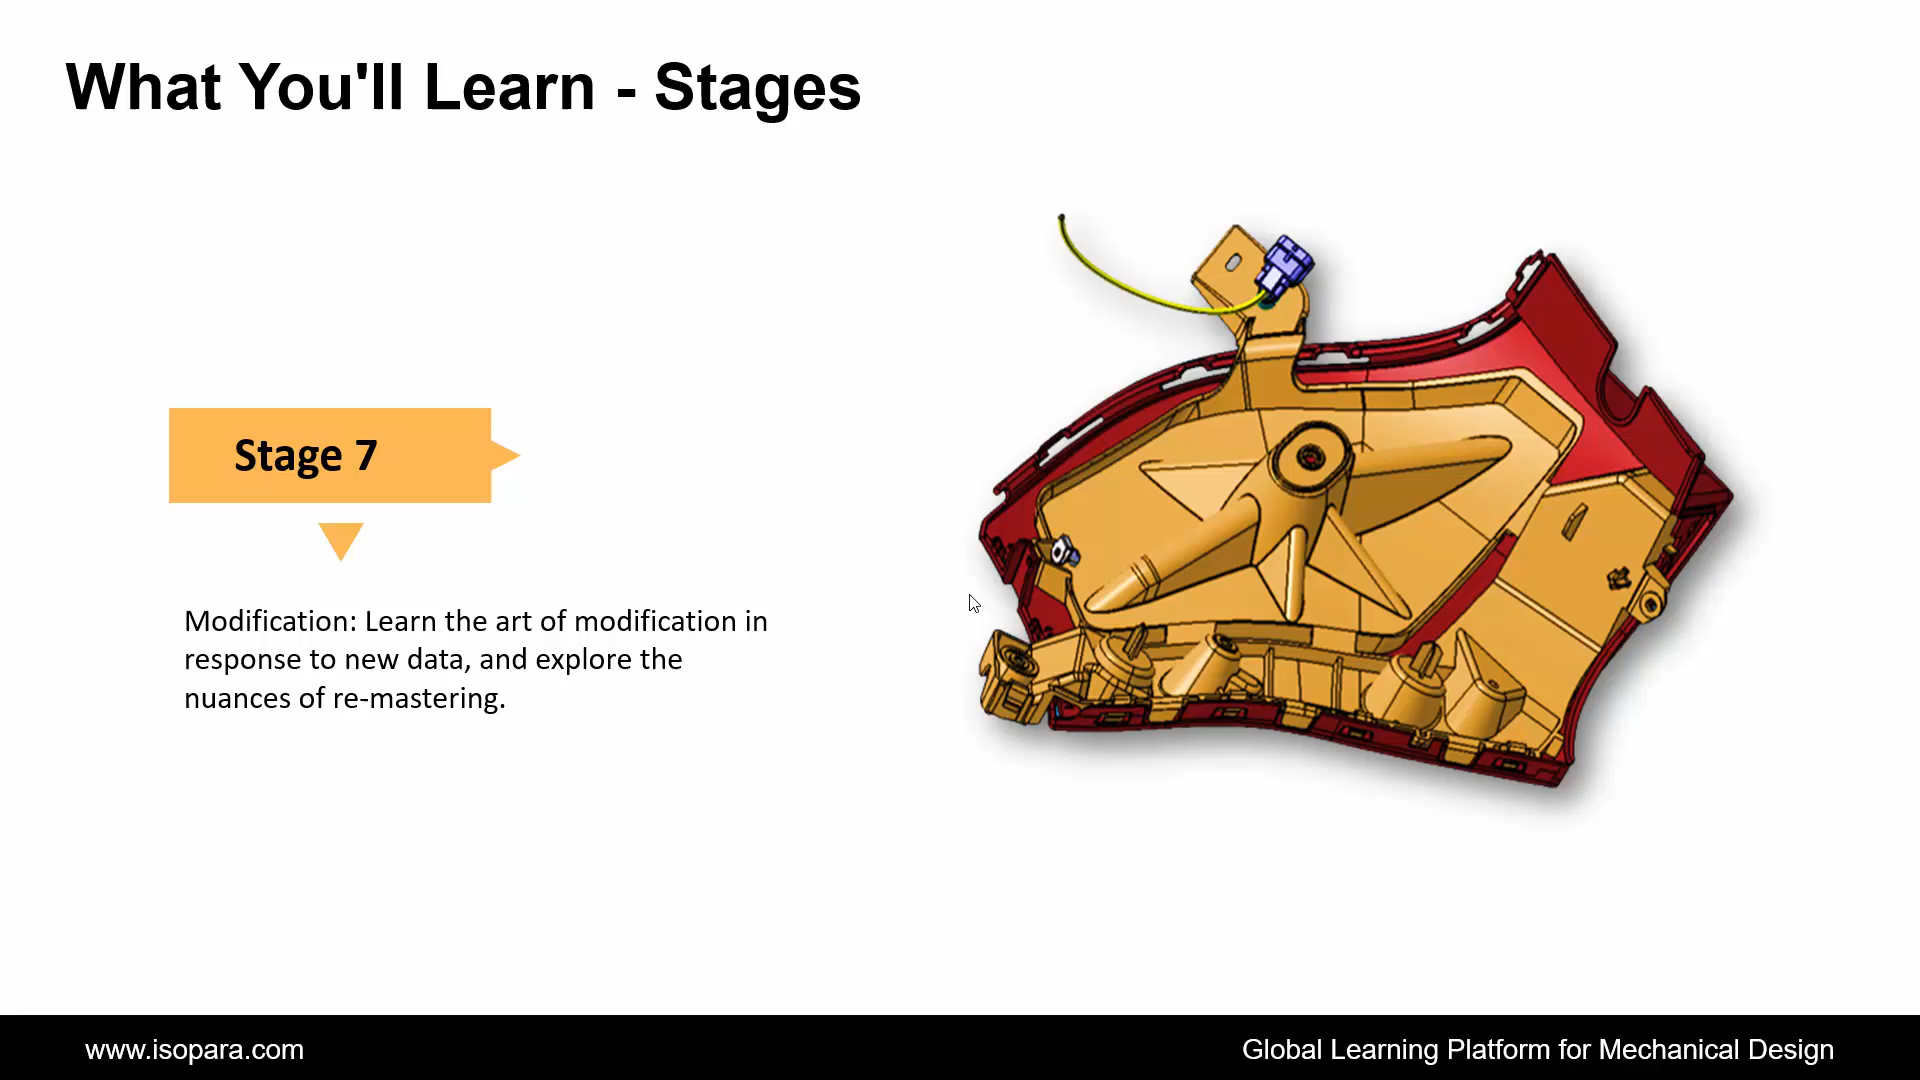 What You'll Learn - Stages
Stage 7
Modification: Learn the art of modification in
response to new data, and explore the
nuances of re-mastering.
www.isopara.com
Global Learning Platform for Mechanical Design